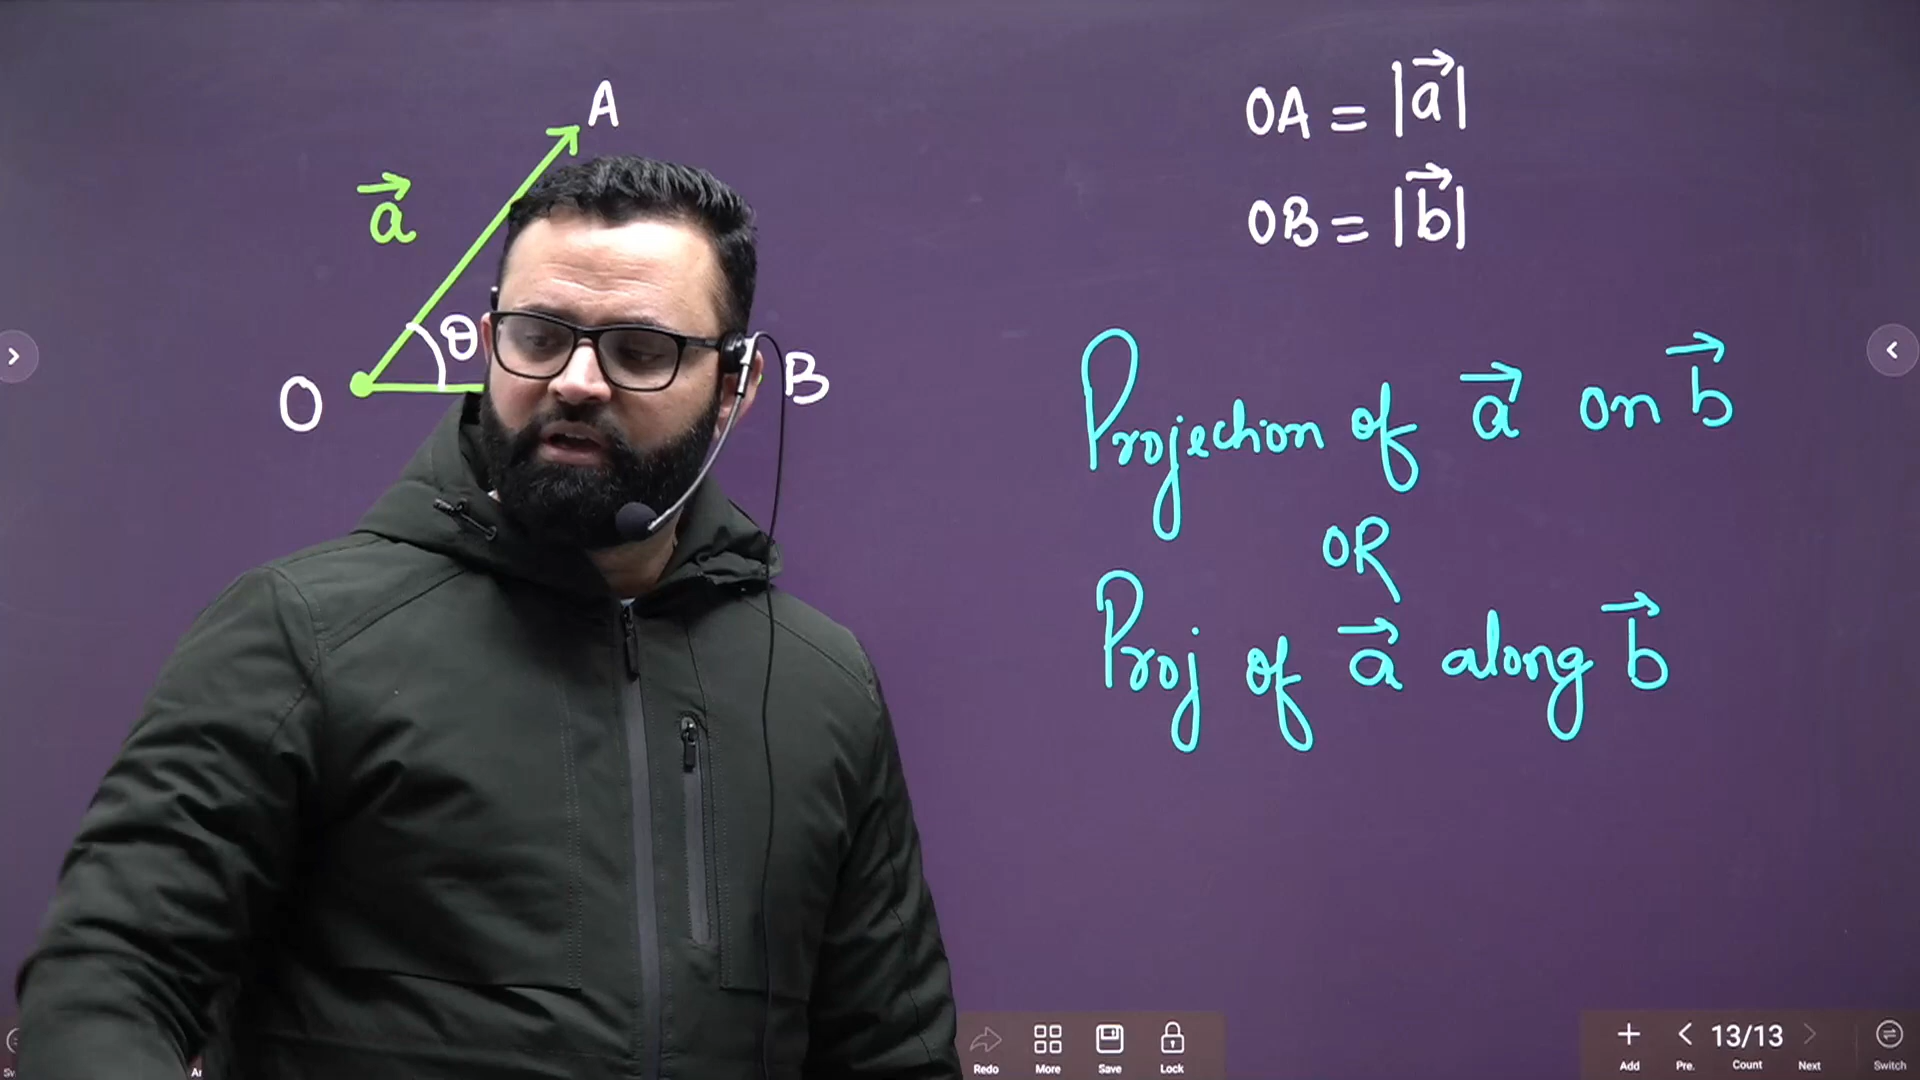 A
OA = |a⃗|
a⃗
OB = |b⃗|
θ
O
B
Projection of a⃗ on b⃗
OR
Proj of a⃗ along b⃗
13/13
Redo
More
Save
Lock
Add
Pre.
Count
Next
Switch